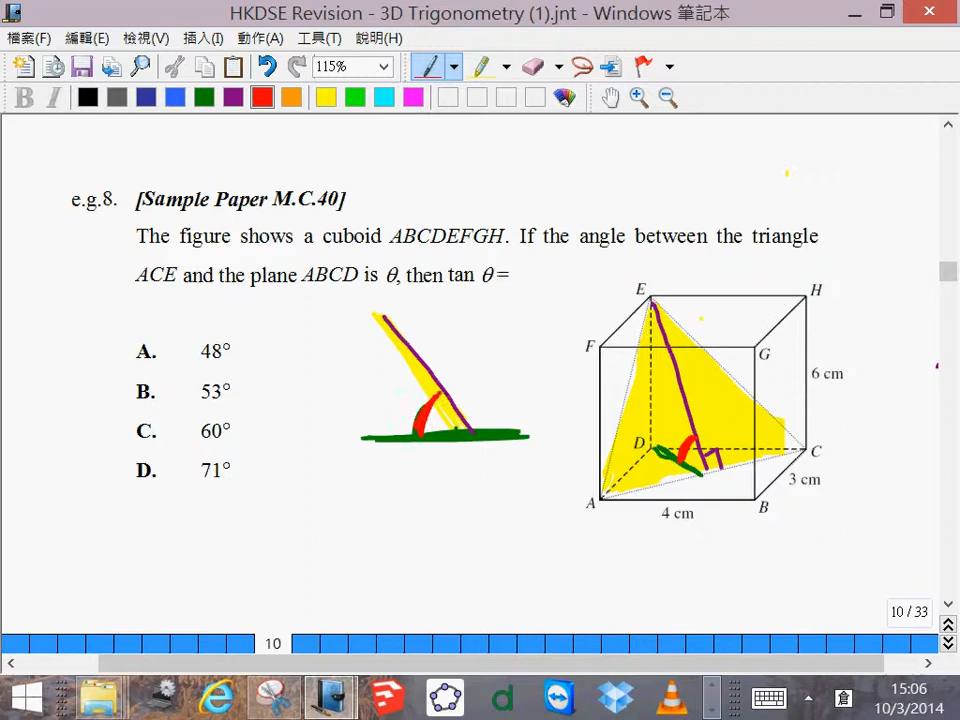 HKDSE Revision - 3D Trigonometry (1).jnt - Windows 筆記本
檔案(F) 編輯(E) 檢視(V) 插入(I) 動作(A) 工具(T) 說明(H)
115%
B I
e.g.8. [Sample Paper M.C.40]
The figure shows a cuboid ABCDEFGH. If the angle between the triangle
ACE and the plane ABCD is θ, then tan θ =
A. 48°
B. 53°
C. 60°
D. 71°
E H
F G
6 cm
D C
3 cm
A B
4 cm
10 / 33
10
d
倉 15:06
10/3/2014